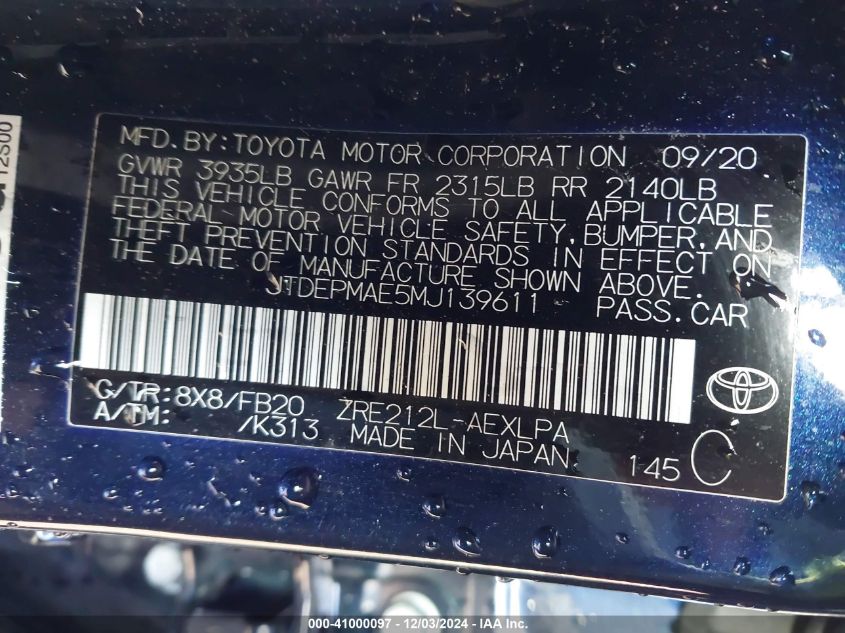 12S00
MFD.BY:TOYOTA MOTOR CORPORATION 09/20
GVWR 3935LB GAWR FR 2315LB RR 2140LB
THIS VEHICLE CONFORMS TO ALL APPLICABLE
FEDERAL MOTOR VEHICLE SAFETY,BUMPER,AND
THEFT PREVENTION STANDARDS IN EFFECT ON
THE DATE OF MANUFACTURE SHOWN ABOVE.
JTDEPMAE5MJ139611 PASS.CAR
C/TR:8X8/FB20 ZRE212L-AEXLPA
A/TM: /K313 MADE IN JAPAN 145 C
000-41000097 - 12/03/2024 - IAA Inc.